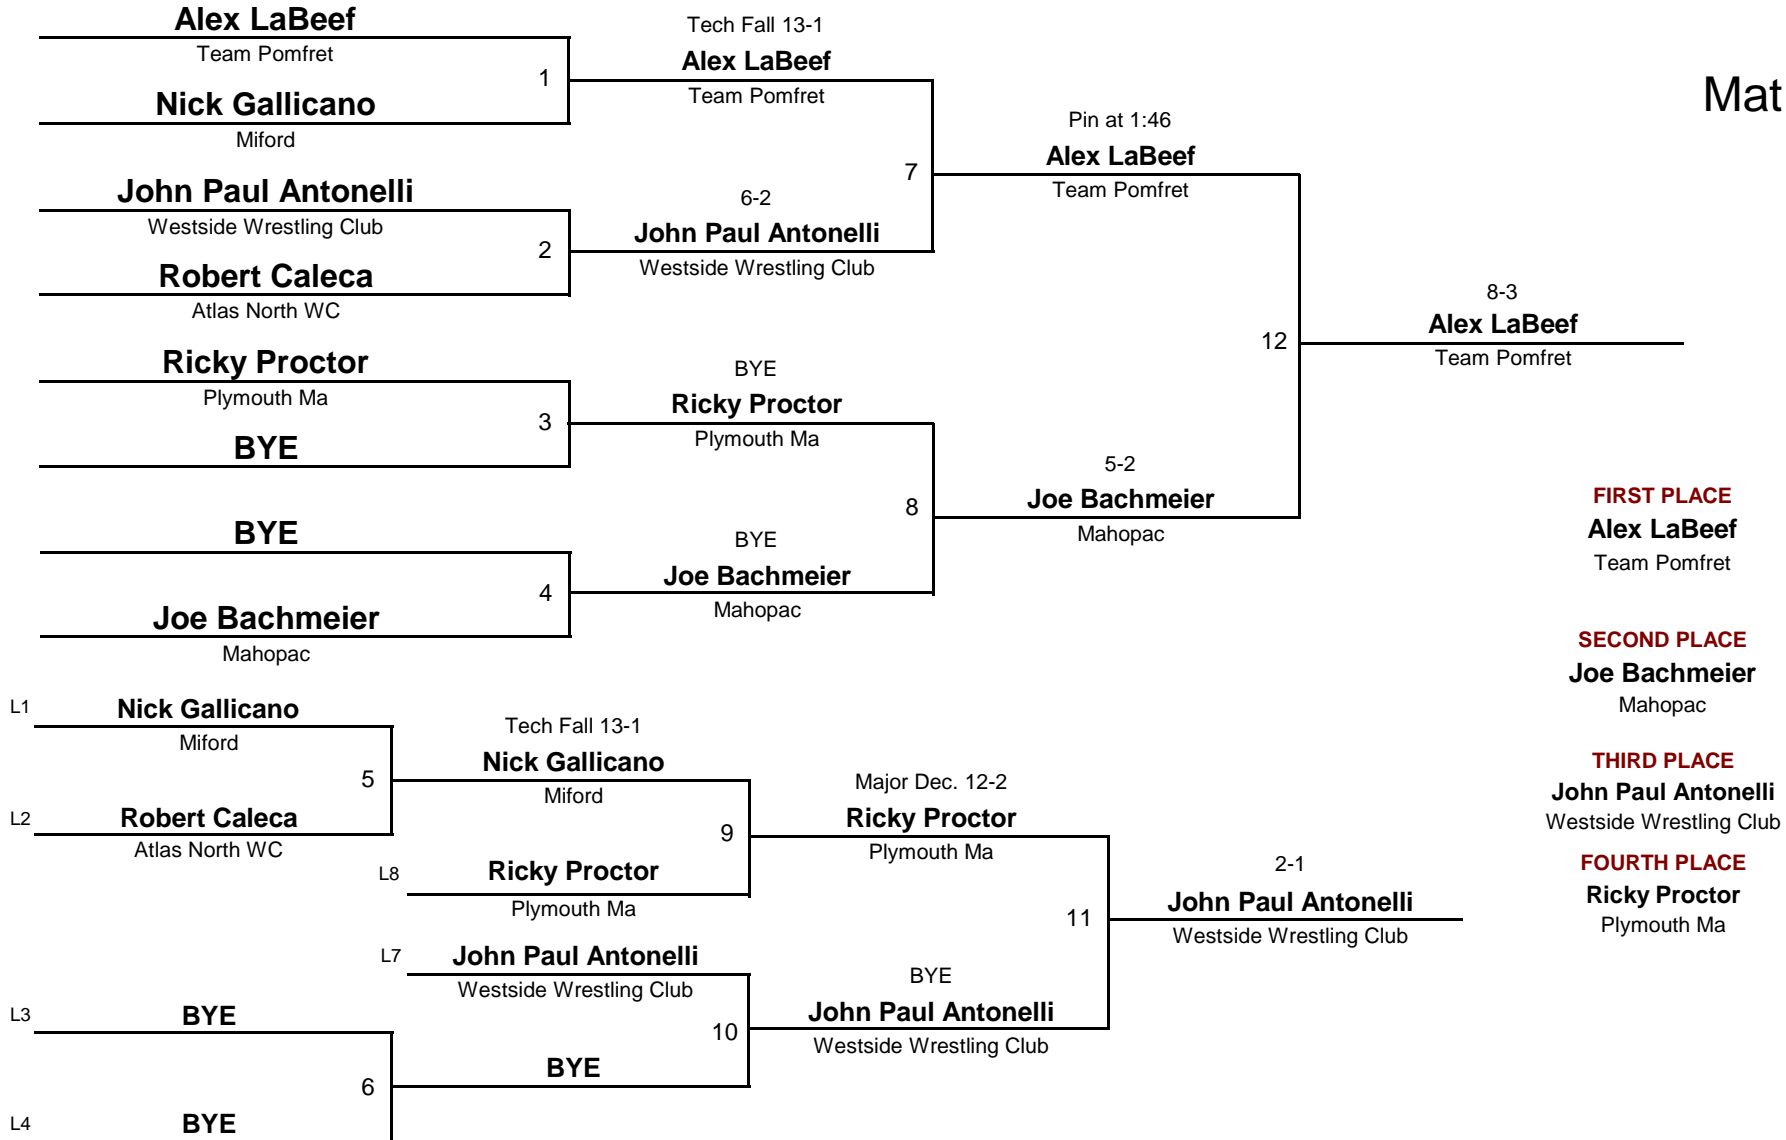 Alex LaBeef
Team Pomfret
1
Nick Gallicano
Miford
John Paul Antonelli
Westside Wrestling Club
2
Robert Caleca
Atlas North WC
Ricky Proctor
Plymouth Ma
3
BYE
BYE
4
Joe Bachmeier
Mahopac
Tech Fall 13-1
Alex LaBeef
Team Pomfret
7
6-2
John Paul Antonelli
Westside Wrestling Club
BYE
Ricky Proctor
Plymouth Ma
8
BYE
Joe Bachmeier
Mahopac
Pin at 1:46
Alex LaBeef
Team Pomfret
12
5-2
Joe Bachmeier
Mahopac
8-3
Alex LaBeef
Team Pomfret
Mat
FIRST PLACE
Alex LaBeef
Team Pomfret
SECOND PLACE
Joe Bachmeier
Mahopac
THIRD PLACE
John Paul Antonelli
Westside Wrestling Club
FOURTH PLACE
Ricky Proctor
Plymouth Ma
L1
Nick Gallicano
Miford
5
L2
Robert Caleca
Atlas North WC
L3
BYE
6
L4
BYE
Tech Fall 13-1
Nick Gallicano
Miford
9
L8
Ricky Proctor
Plymouth Ma
L7
John Paul Antonelli
Westside Wrestling Club
10
BYE
Major Dec. 12-2
Ricky Proctor
Plymouth Ma
11
BYE
John Paul Antonelli
Westside Wrestling Club
2-1
John Paul Antonelli
Westside Wrestling Club